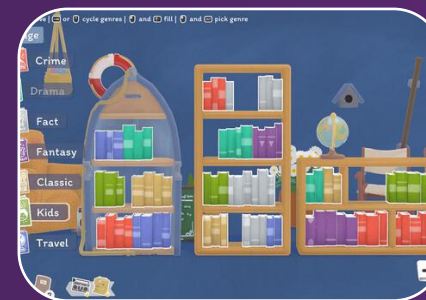 or cycle genres | and fill | and pick genre
Crime
Drama
Fact
Fantasy
Classic
Kids
Travel